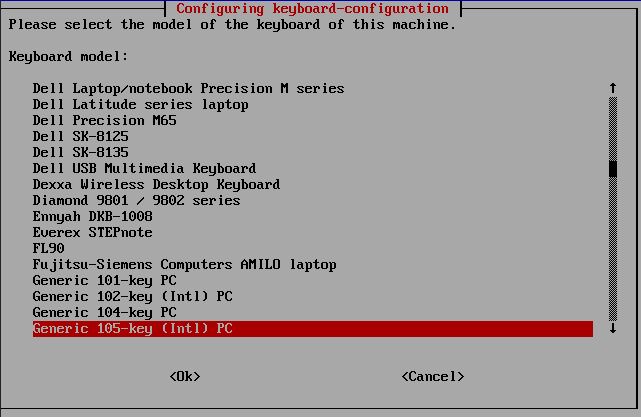 Configuring keyboard-configuration
Please select the model of the keyboard of this machine.
Keyboard model:
Dell Laptop/notebook Precision M series
Dell Latitude series laptop
Dell Precision M65
Dell SK-8125
Dell SK-8135
Dell USB Multimedia Keyboard
Dexxa Wireless Desktop Keyboard
Diamond 9801 / 9802 series
Ennyah DKB-1008
Everex STEPnote
FL90
Fujitsu-Siemens Computers AMILO laptop
Generic 101-key PC
Generic 102-key (Intl) PC
Generic 104-key PC
Generic 105-key (Intl) PC
<Ok> <Cancel>